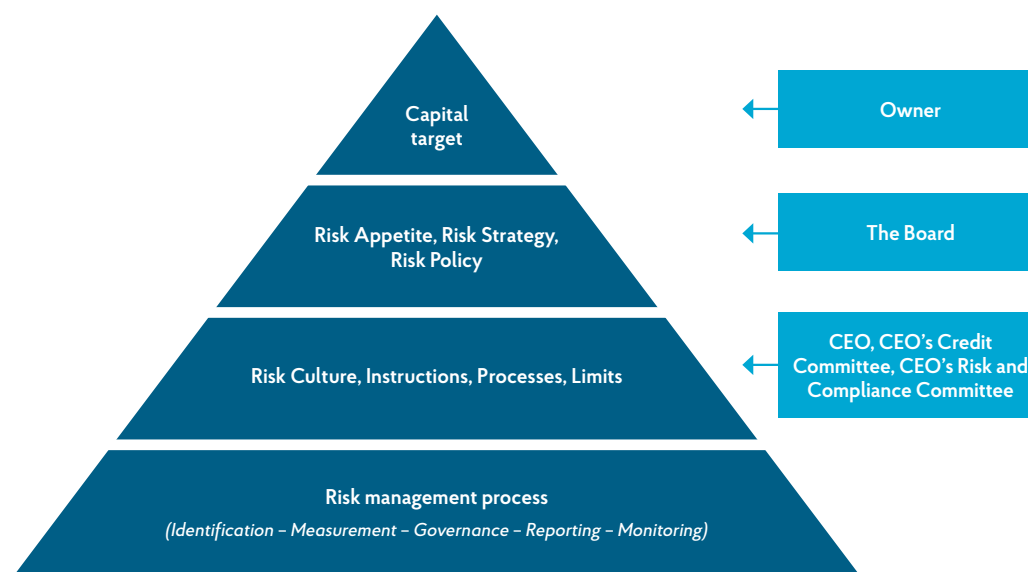 Capital
target
Owner
Risk Appetite, Risk Strategy,
Risk Policy
The Board
Risk Culture, Instructions, Processes, Limits
CEO, CEO's Credit
Committee, CEO's Risk and
Compliance Committee
Risk management process
(Identification – Measurement – Governance – Reporting – Monitoring)